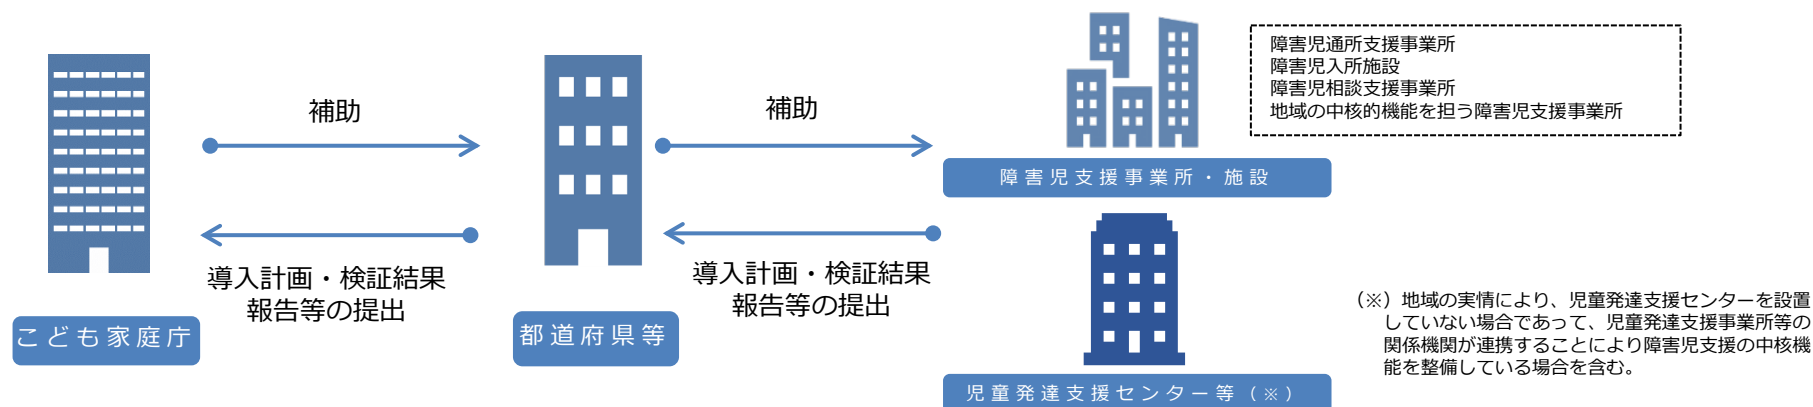 補助
導入計画・検証結果
報告等の提出
こども家庭庁
都道府県等
補助
導入計画・検証結果
報告等の提出
障害児通所支援事業所
障害児入所施設
障害児相談支援事業所
地域の中核的機能を担う障害児支援事業所
障害児支援事業所・施設
児童発達支援センター等（※）
（※）地域の実情により、児童発達支援センターを設置
していない場合であって、児童発達支援事業所等の
関係機関が連携することにより障害児支援の中核機
能を整備している場合を含む。